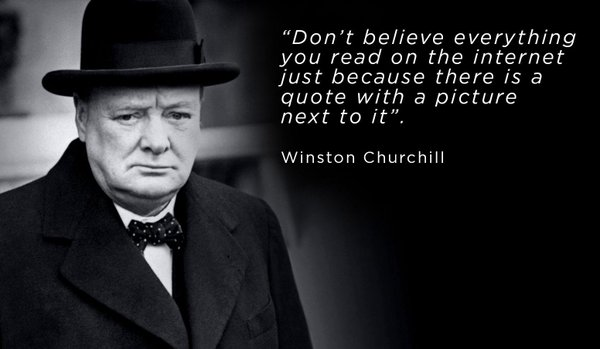 “Don’t believe everything
you read on the internet
just because there is a
quote with a picture
next to it”.
Winston Churchill